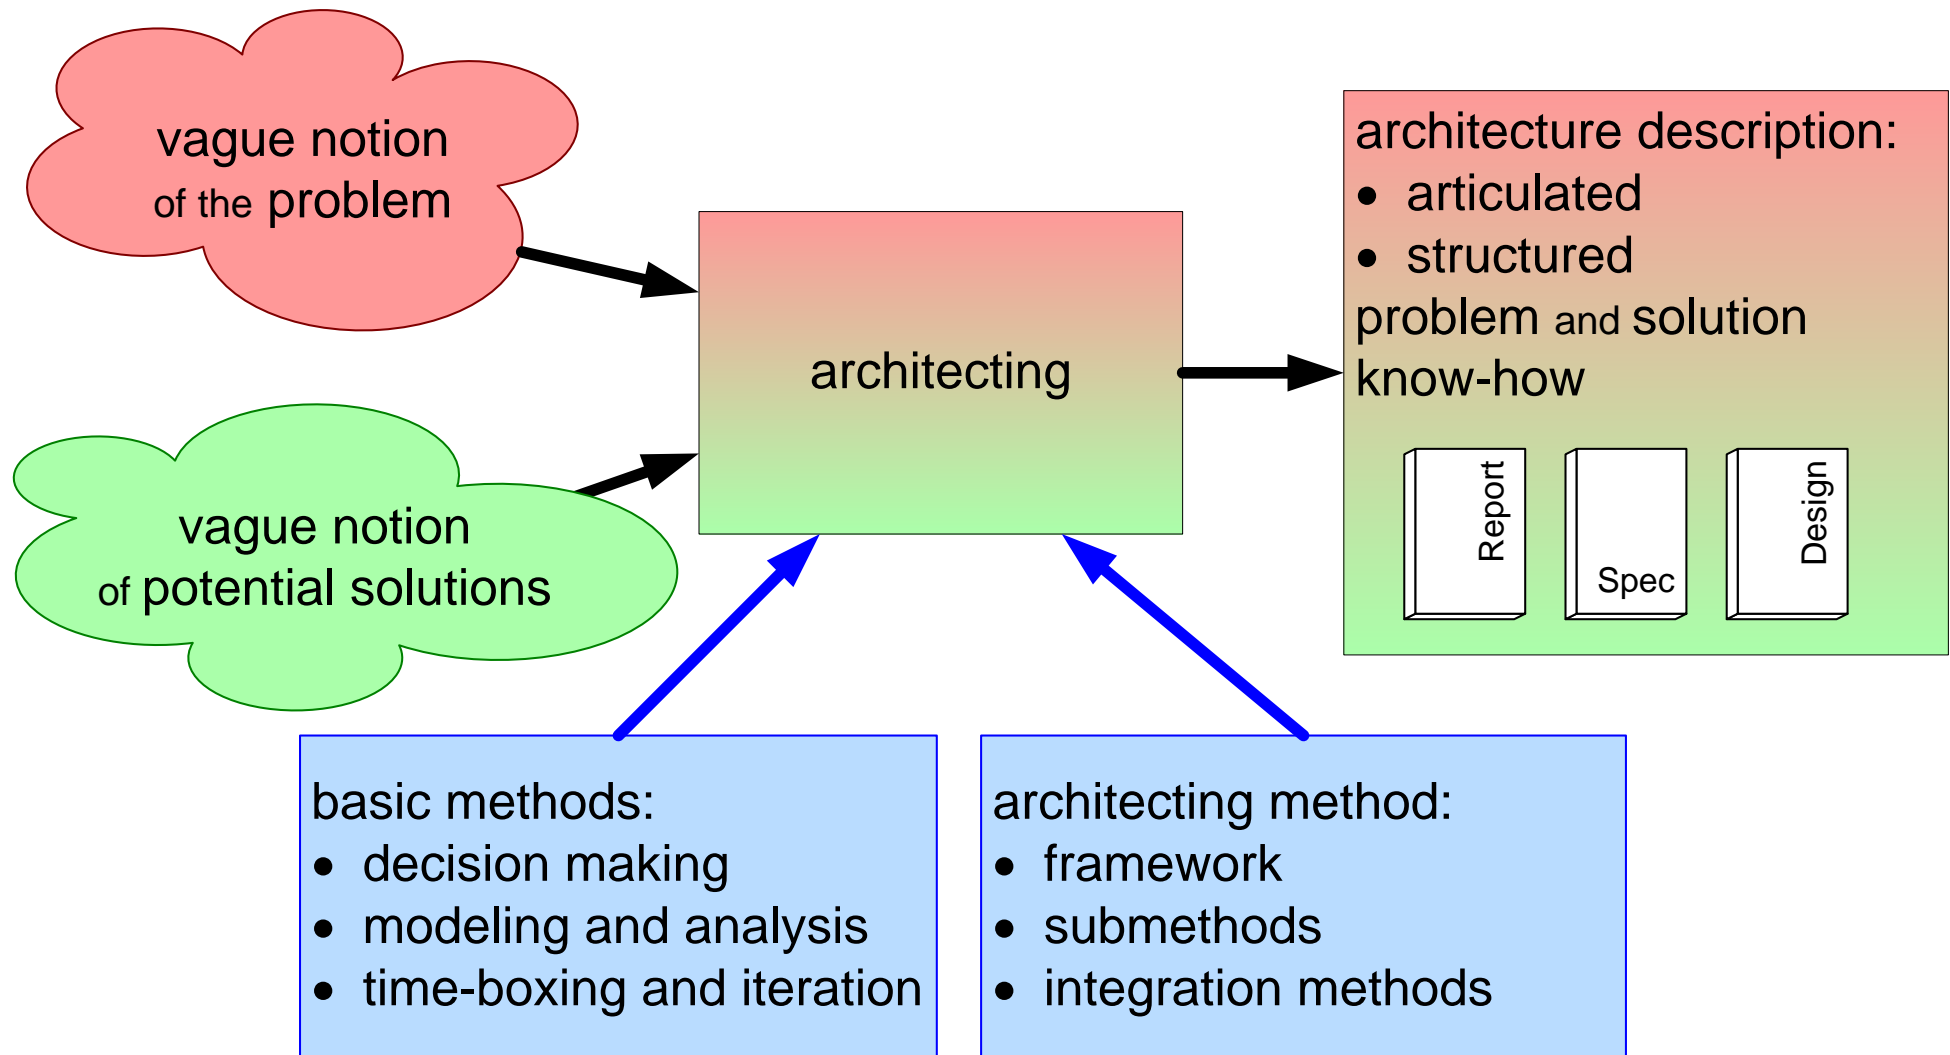 vague notion
of the problem
vague notion
of potential solutions
architecting
architecture description:
• articulated
• structured
problem and solution
know-how
Report
Spec
Design
basic methods:
• decision making
• modeling and analysis
• time-boxing and iteration
architecting method:
• framework
• submethods
• integration methods